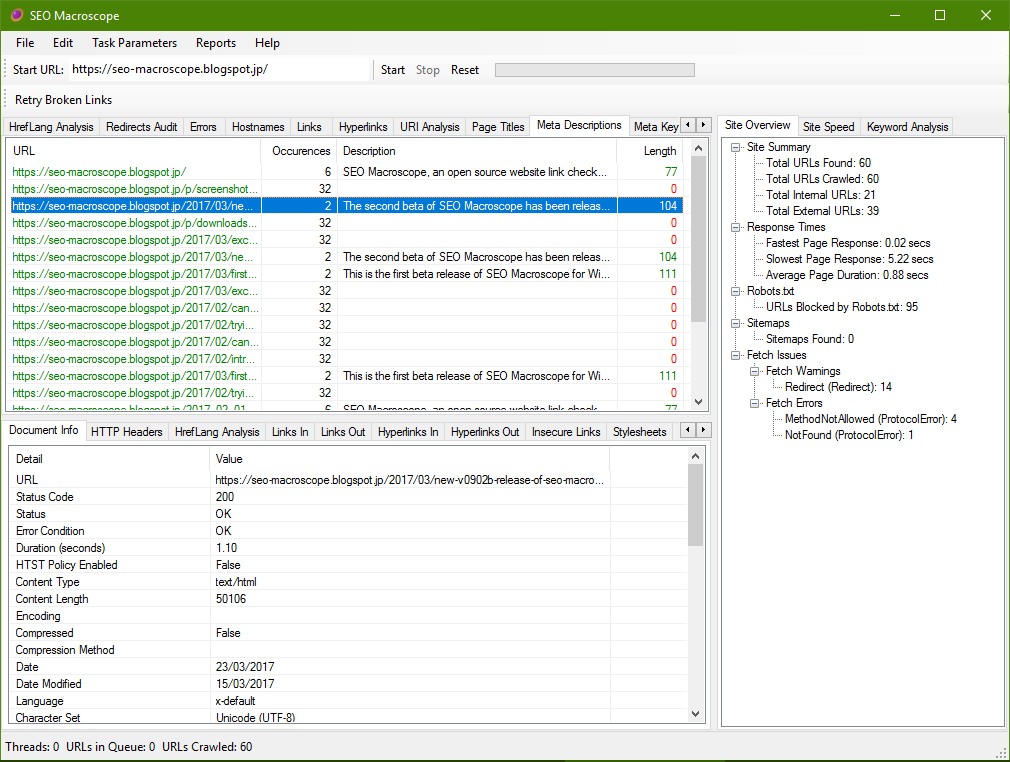 SEO Macroscope
File Edit Task Parameters Reports Help
Start URL: https://seo-macroscope.blogspot.jp/ Start Stop Reset
Retry Broken Links
HrefLang Analysis Redirects Audit Errors Hostnames Links Hyperlinks URI Analysis Page Titles Meta Descriptions Meta Key
URL Occurences Description Length
https://seo-macroscope.blogspot.jp/ 6 SEO Macroscope, an open source website link check... 77
https://seo-macroscope.blogspot.jp/p/screenshot... 32 0
https://seo-macroscope.blogspot.jp/2017/03/ne... 2 The second beta of SEO Macroscope has been releas... 104
https://seo-macroscope.blogspot.jp/p/downloads... 32 0
https://seo-macroscope.blogspot.jp/2017/03/exc... 32 0
https://seo-macroscope.blogspot.jp/2017/03/ne... 2 The second beta of SEO Macroscope has been releas... 104
https://seo-macroscope.blogspot.jp/2017/03/first... 2 This is the first beta release of SEO Macroscope for Wi... 111
https://seo-macroscope.blogspot.jp/2017/03/exc... 32 0
https://seo-macroscope.blogspot.jp/2017/02/can... 32 0
https://seo-macroscope.blogspot.jp/2017/02/tryi... 32 0
https://seo-macroscope.blogspot.jp/2017/02/can... 32 0
https://seo-macroscope.blogspot.jp/2017/02/intr... 32 0
https://seo-macroscope.blogspot.jp/2017/03/first... 2 This is the first beta release of SEO Macroscope for Wi... 111
https://seo-macroscope.blogspot.jp/2017/02/tryi... 32 0
https://seo-macroscope.blogspot.jp/2017_03_01 6 SEO Macroscope, an open source website link check 77
Document Info HTTP Headers HrefLang Analysis Links In Links Out Hyperlinks In Hyperlinks Out Insecure Links Stylesheets
Detail Value
URL https://seo-macroscope.blogspot.jp/2017/03/new-v0902b-release-of-seo-macro...
Status Code 200
Status OK
Error Condition OK
Duration (seconds) 1.10
HTST Policy Enabled False
Content Type text/html
Content Length 50106
Encoding
Compressed False
Compression Method
Date 23/03/2017
Date Modified 15/03/2017
Language x-default
Character Set Unicode (UTF-8)
Site Overview Site Speed Keyword Analysis
Site Summary
Total URLs Found: 60
Total URLs Crawled: 60
Total Internal URLs: 21
Total External URLs: 39
Response Times
Fastest Page Response: 0.02 secs
Slowest Page Response: 5.22 secs
Average Page Duration: 0.88 secs
Robots.txt
URLs Blocked by Robots.txt: 95
Sitemaps
Sitemaps Found: 0
Fetch Issues
Fetch Warnings
Redirect (Redirect): 14
Fetch Errors
MethodNotAllowed (ProtocolError): 4
NotFound (ProtocolError): 1
Threads: 0 URLs in Queue: 0 URLs Crawled: 60